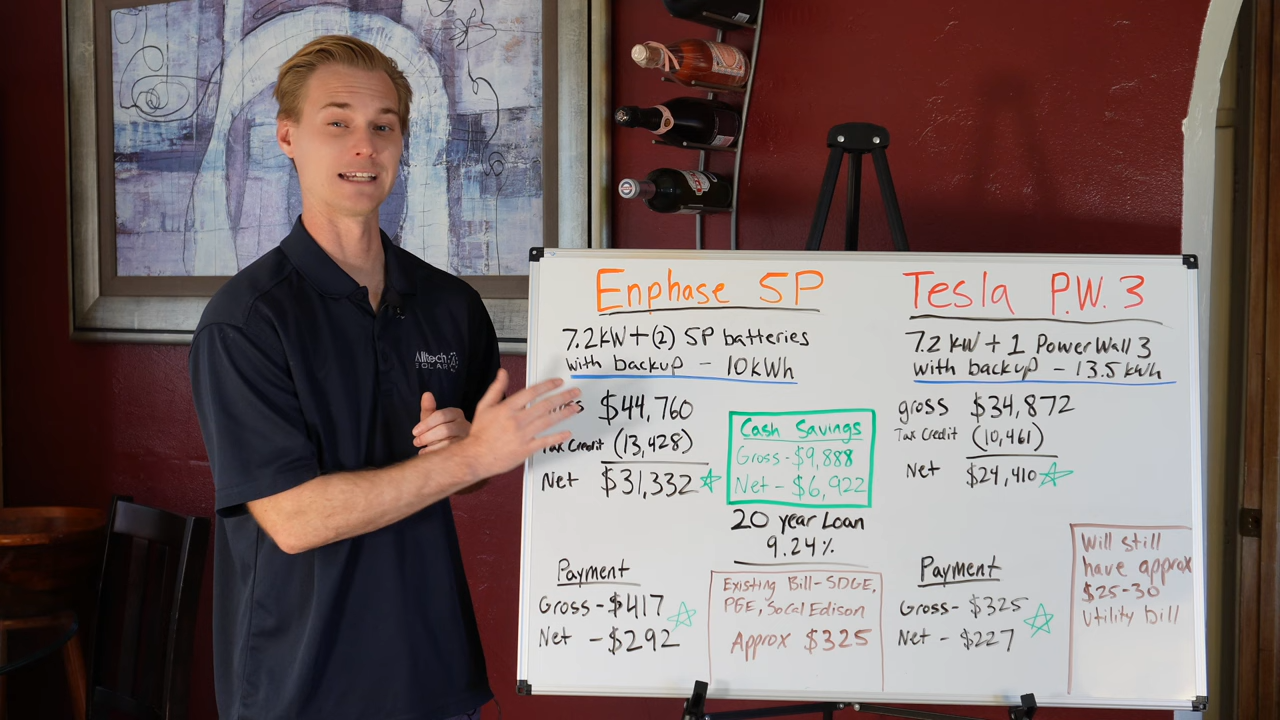 Alltech
SOLAR
Enphase 5P
7.2kW + (2) 5P batteries
with backup - 10kWh
$44,760
Tax Credit (13,428)
Net $31,332
Payment
Gross - $417
Net - $292
Cash Savings
Gross - $9,888
Net - $6,922
20 year Loan
9.24%
Existing Bill - SDGE,
PGE, SoCal Edison
Approx $325
Tesla P.W. 3
7.2 kW + 1 PowerWall 3
with backup - 13.5 kWh
gross $34,872
Tax Credit (10,461)
Net $24,410
Payment
Gross - $325
Net - $227
Will still
have approx
$25-30
utility bill